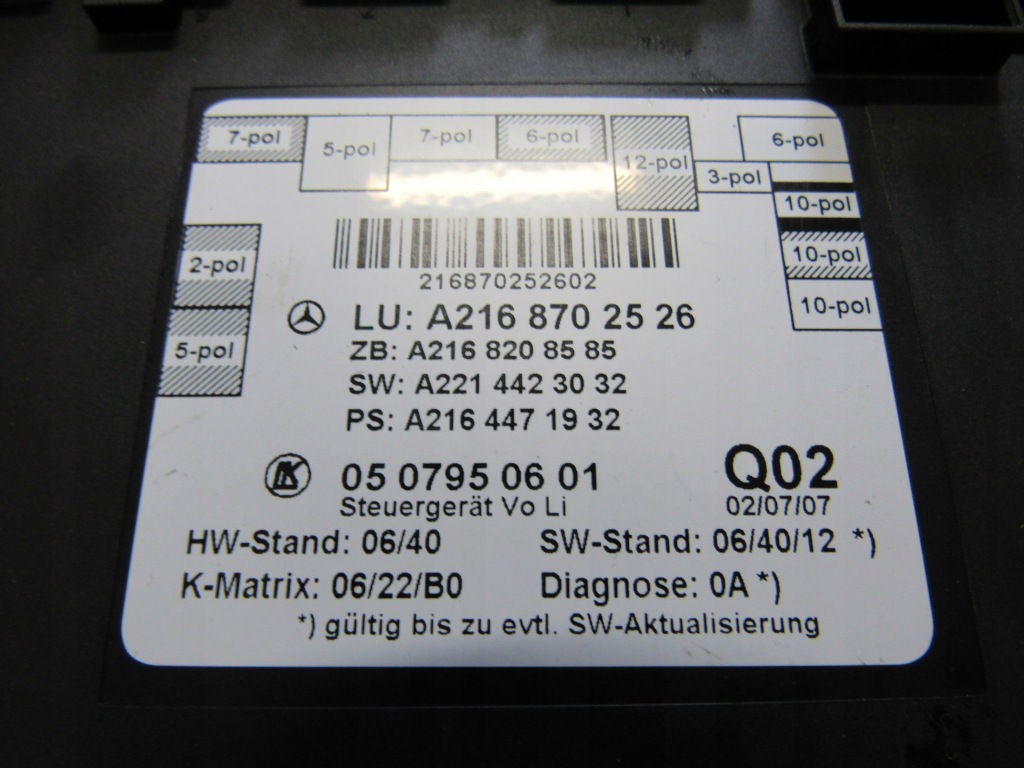 7-pol 5-pol 7-pol 6-pol 12-pol 3-pol 6-pol
10-pol
2-pol 10-pol
5-pol 10-pol
216870252602
LU: A216 870 25 26
ZB: A216 820 85 85
SW: A221 442 30 32
PS: A216 447 19 32
05 0795 06 01 Q02
Steuergerät Vo Li 02/07/07
HW-Stand: 06/40 SW-Stand: 06/40/12 *)
K-Matrix: 06/22/B0 Diagnose: 0A *)
*) gültig bis zu evtl. SW-Aktualisierung